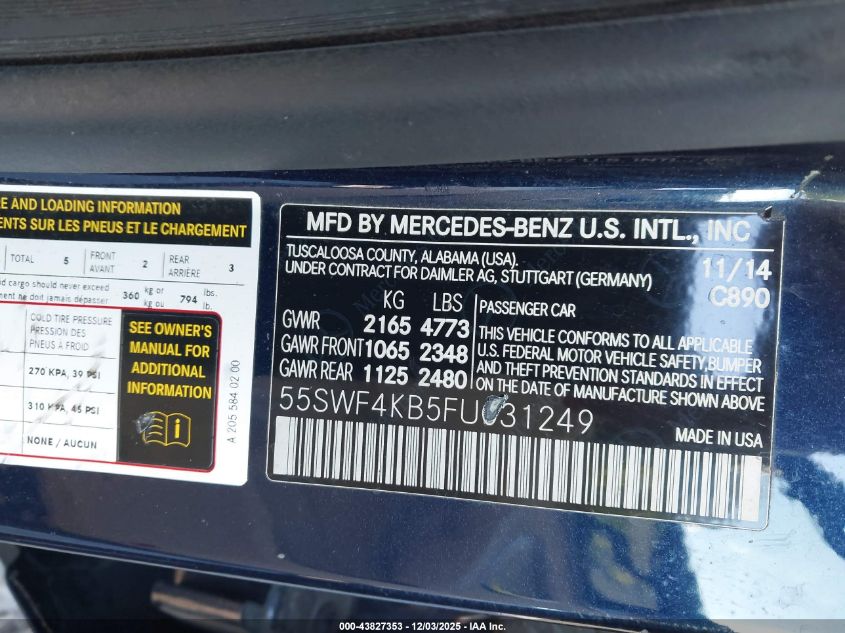 RE AND LOADING INFORMATION
MENTS SUR LES PNEUS ET LE CHARGEMENT
TOTAL 5 FRONT AVANT 2 REAR ARRIÈRE 3
d cargo should never exceed 360 kg or 794 lbs.
ment ne doit jamais dépasser kg ou lb.
COLD TIRE PRESSURE
PRESSION DES
PNEUS À FROID
270 KPA, 39 PSI
310 KPA, 45 PSI
NONE / AUCUN
SEE OWNER'S
MANUAL FOR
ADDITIONAL
INFORMATION
A 205 584 02 00
MFD BY MERCEDES-BENZ U.S. INTL., INC
TUSCALOOSA COUNTY, ALABAMA (USA).
UNDER CONTRACT FOR DAIMLER AG, STUTTGART (GERMANY)
11/14
C890
KG LBS
GVWR 2165 4773
GAWR FRONT 1065 2348
GAWR REAR 1125 2480
PASSENGER CAR
THIS VEHICLE CONFORMS TO ALL APPLICABLE
U.S. FEDERAL MOTOR VEHICLE SAFETY, BUMPER
AND THEFT PREVENTION STANDARDS IN EFFECT
ON THE DATE OF MANUFACTURE SHOWN ABOVE
55SWF4KB5FU031249
MADE IN USA
000-43827353 - 12/03/2025 - IAA Inc.